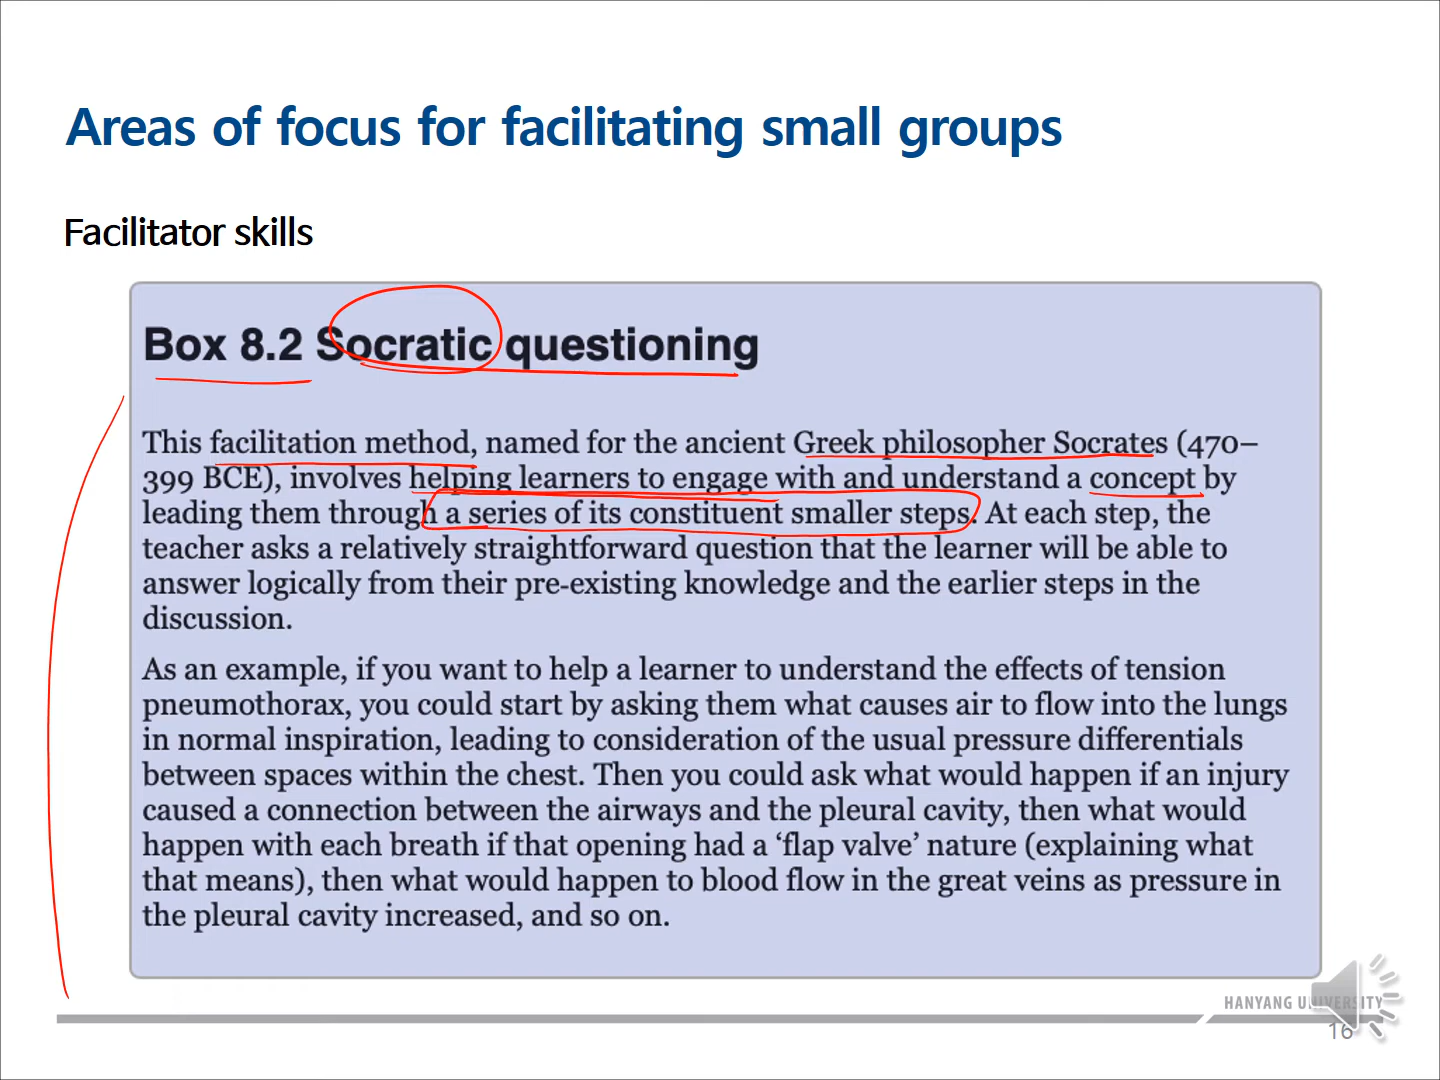 Areas of focus for facilitating small groups
Facilitator skills
Box 8.2 Socratic questioning
This facilitation method, named for the ancient Greek philosopher Socrates (470–
399 BCE), involves helping learners to engage with and understand a concept by
leading them through a series of its constituent smaller steps. At each step, the
teacher asks a relatively straightforward question that the learner will be able to
answer logically from their pre-existing knowledge and the earlier steps in the
discussion.
As an example, if you want to help a learner to understand the effects of tension
pneumothorax, you could start by asking them what causes air to flow into the lungs
in normal inspiration, leading to consideration of the usual pressure differentials
between spaces within the chest. Then you could ask what would happen if an injury
caused a connection between the airways and the pleural cavity, then what would
happen with each breath if that opening had a ‘flap valve’ nature (explaining what
that means), then what would happen to blood flow in the great veins as pressure in
the pleural cavity increased, and so on.
HANYANG UNIVERSITY
16